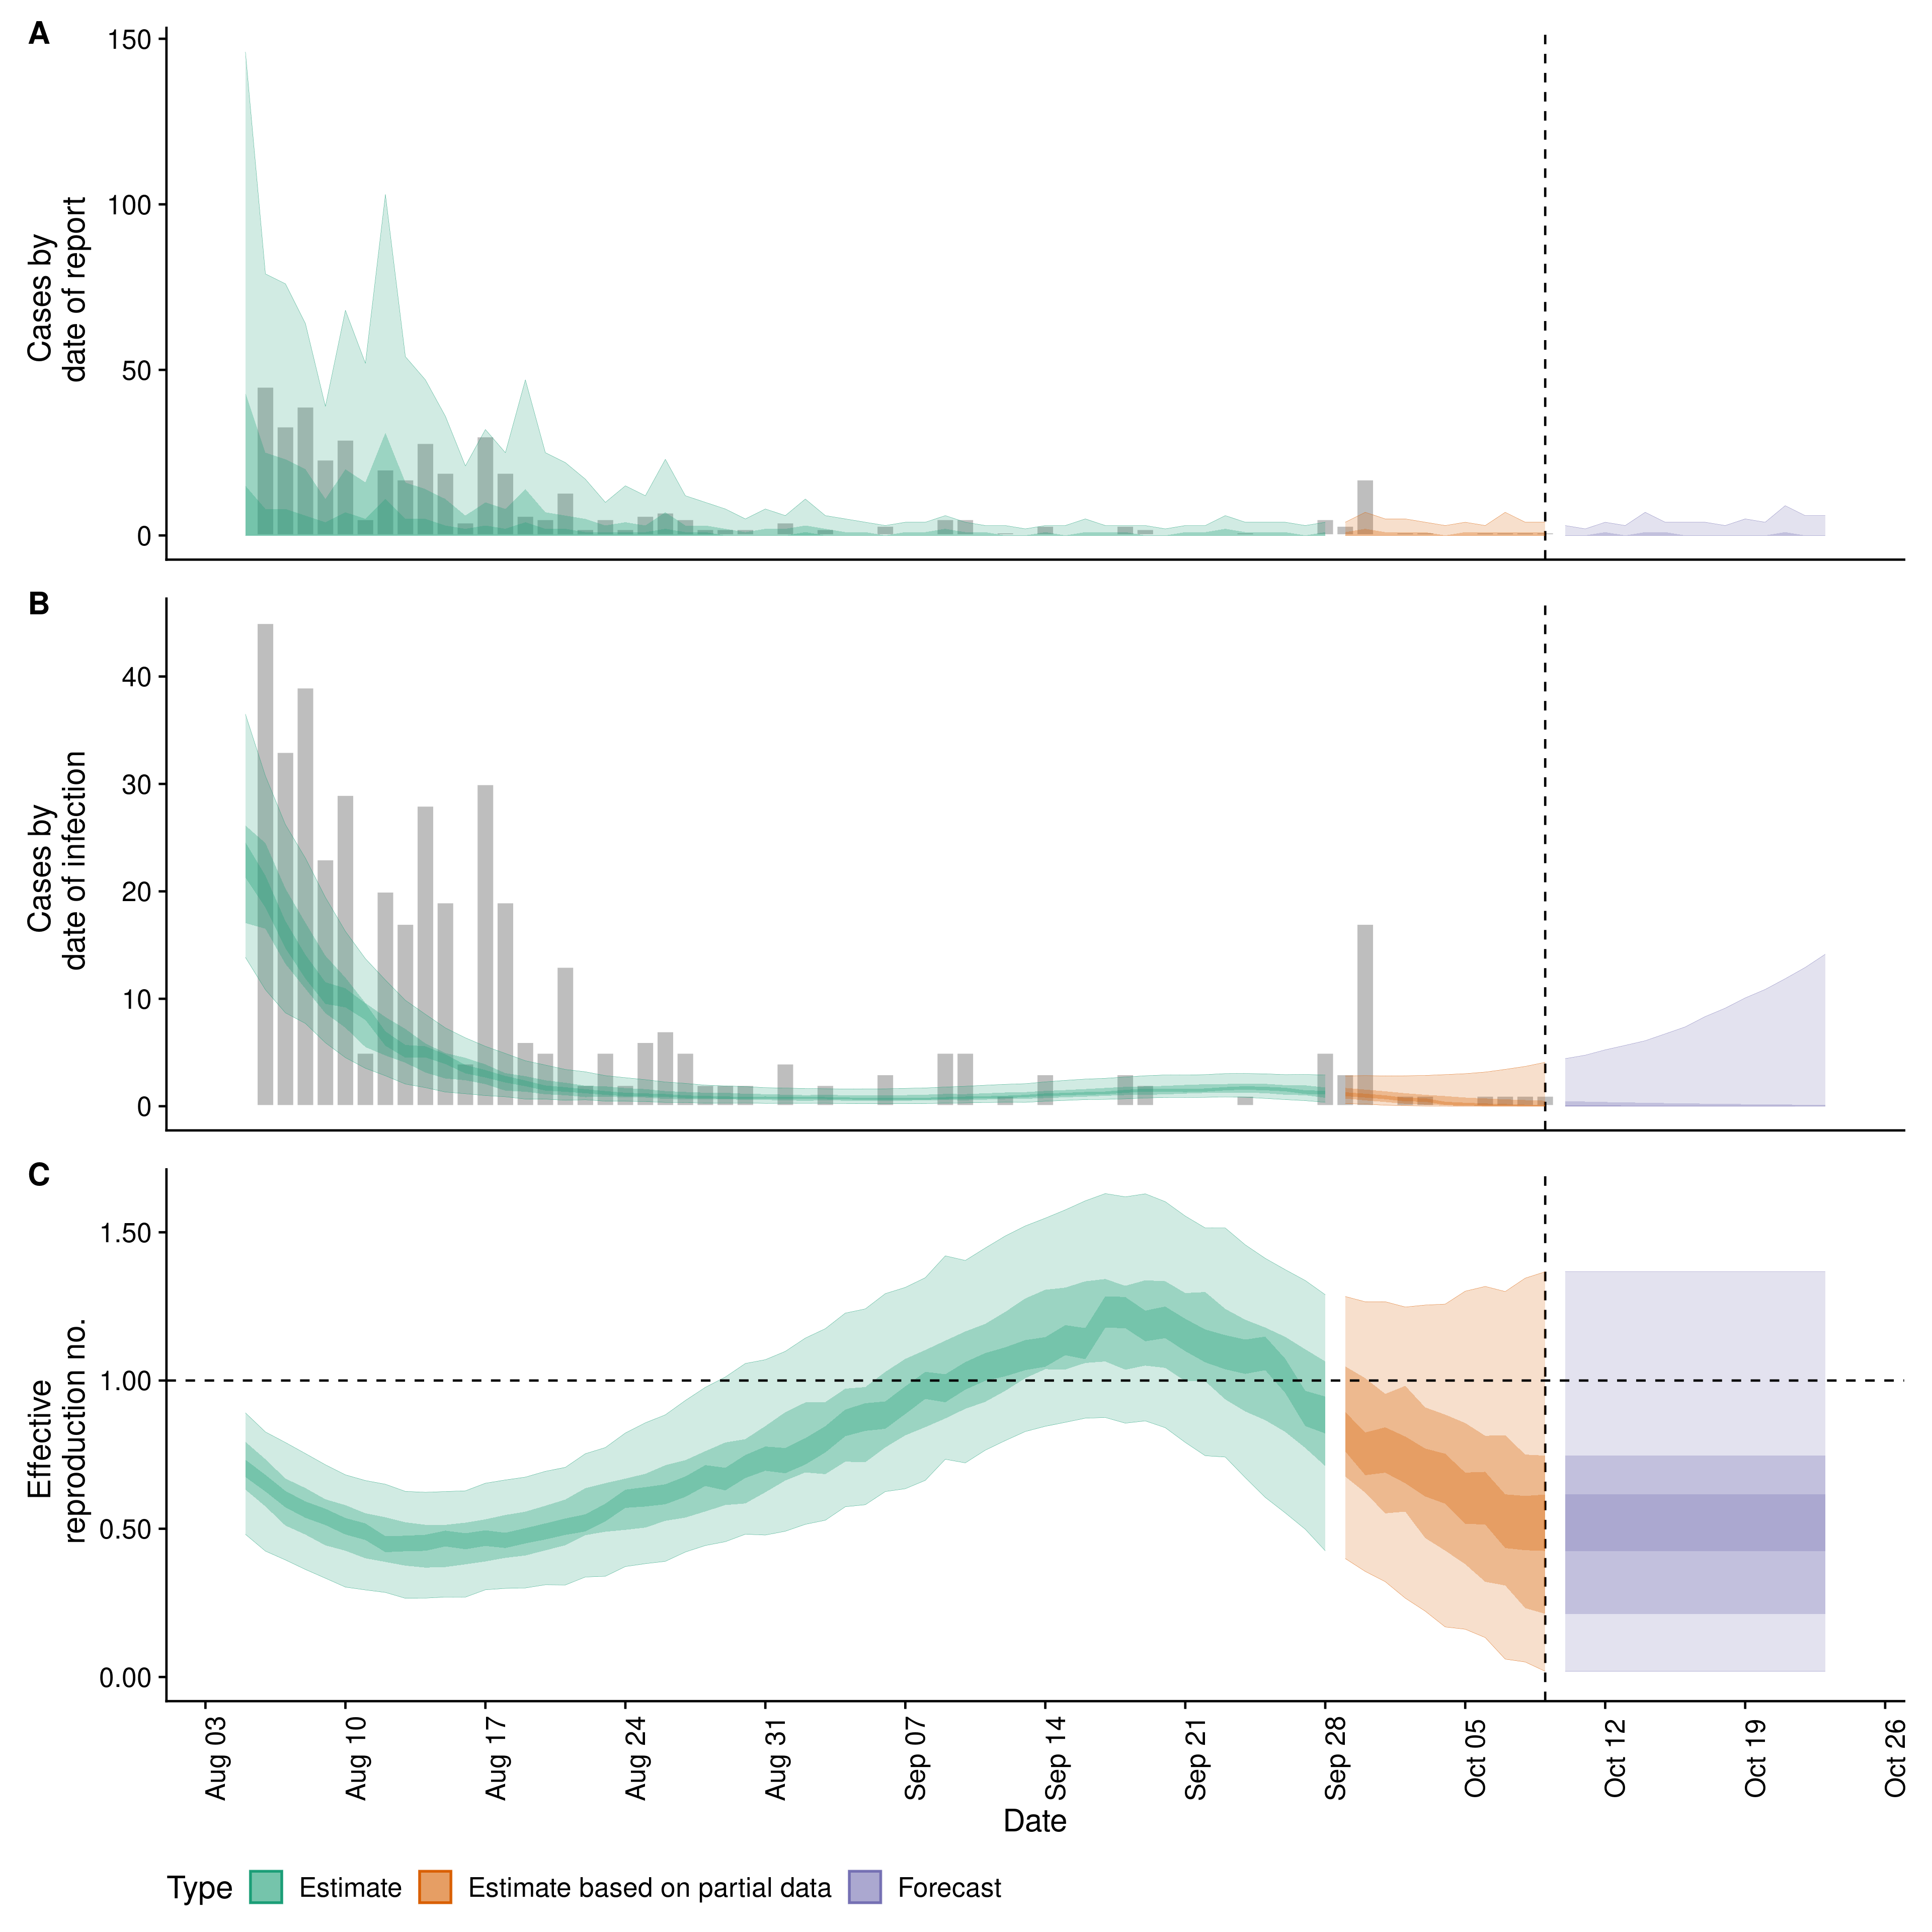 A
Cases by
date of report
150
100
50
0
B
Cases by
date of infection
40
30
20
10
0
C
Effective
reproduction no.
1.50
1.00
0.50
0.00
Aug 03
Aug 10
Aug 17
Aug 24
Aug 31
Sep 07
Sep 14
Sep 21
Sep 28
Oct 05
Oct 12
Oct 19
Oct 26
Date
Type Estimate Estimate based on partial data Forecast